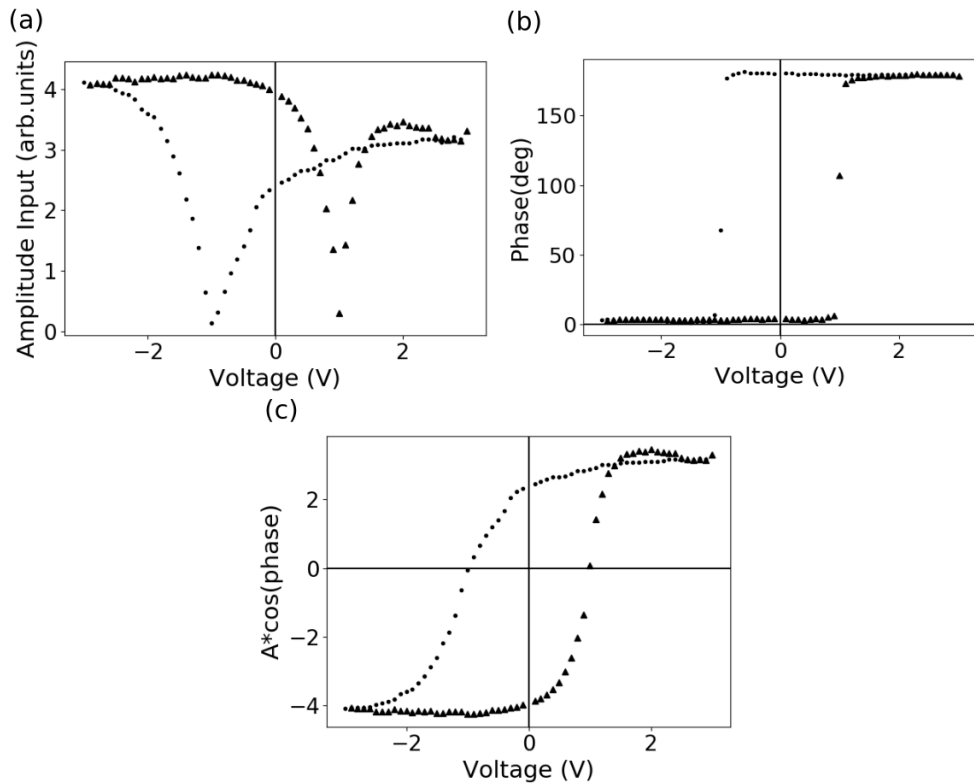 (a)
Amplitude Input (arb.units)
4
3
2
1
0
−2 0 2
Voltage (V)
(b)
Phase(deg)
150
100
50
0
−2 0 2
Voltage (V)
(c)
A*cos(phase)
2
0
−2
−4
−2 0 2
Voltage (V)